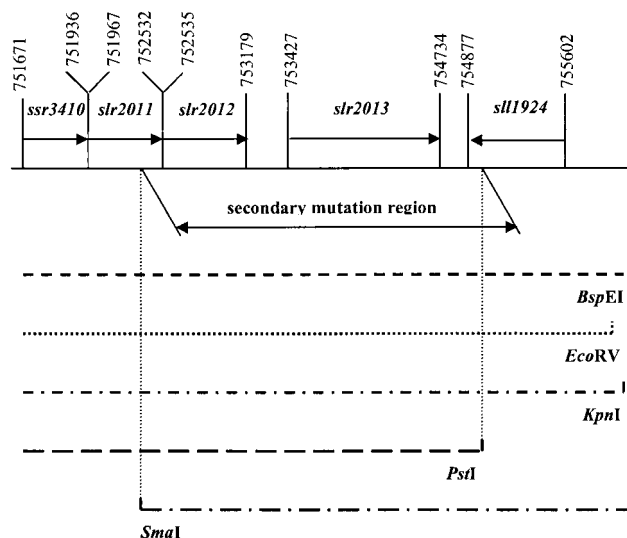 751671
751936
751967
752532
752535
753179
753427
754734
754877
755602
ssr3410 slr2011 slr2012 slr2013 sll1924
secondary mutation region
BspEI
EcoRV
KpnI
PstI
SmaI